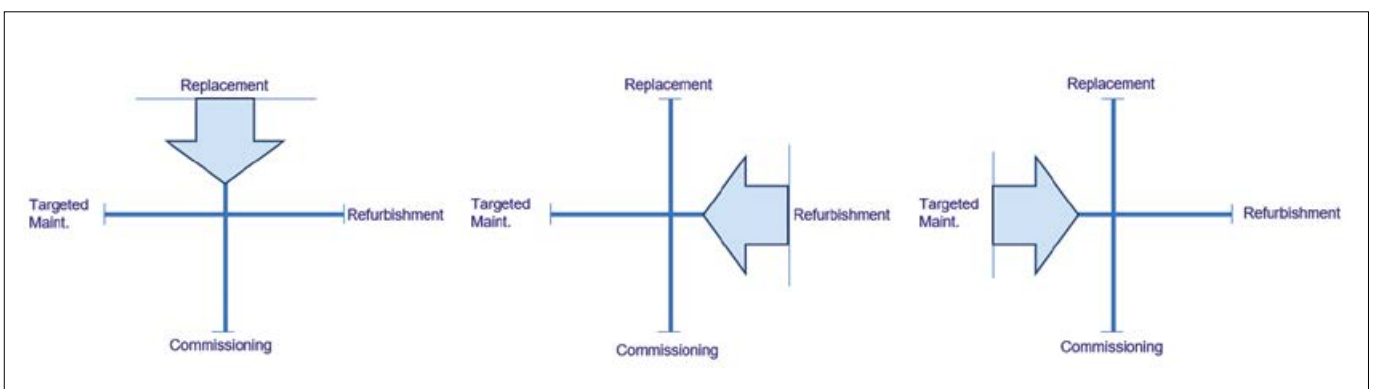 Replacement
Targeted
Maint.
Refurbishment
Commissioning
Replacement
Targeted
Maint.
Refurbishment
Commissioning
Replacement
Targeted
Maint.
Refurbishment
Commissioning